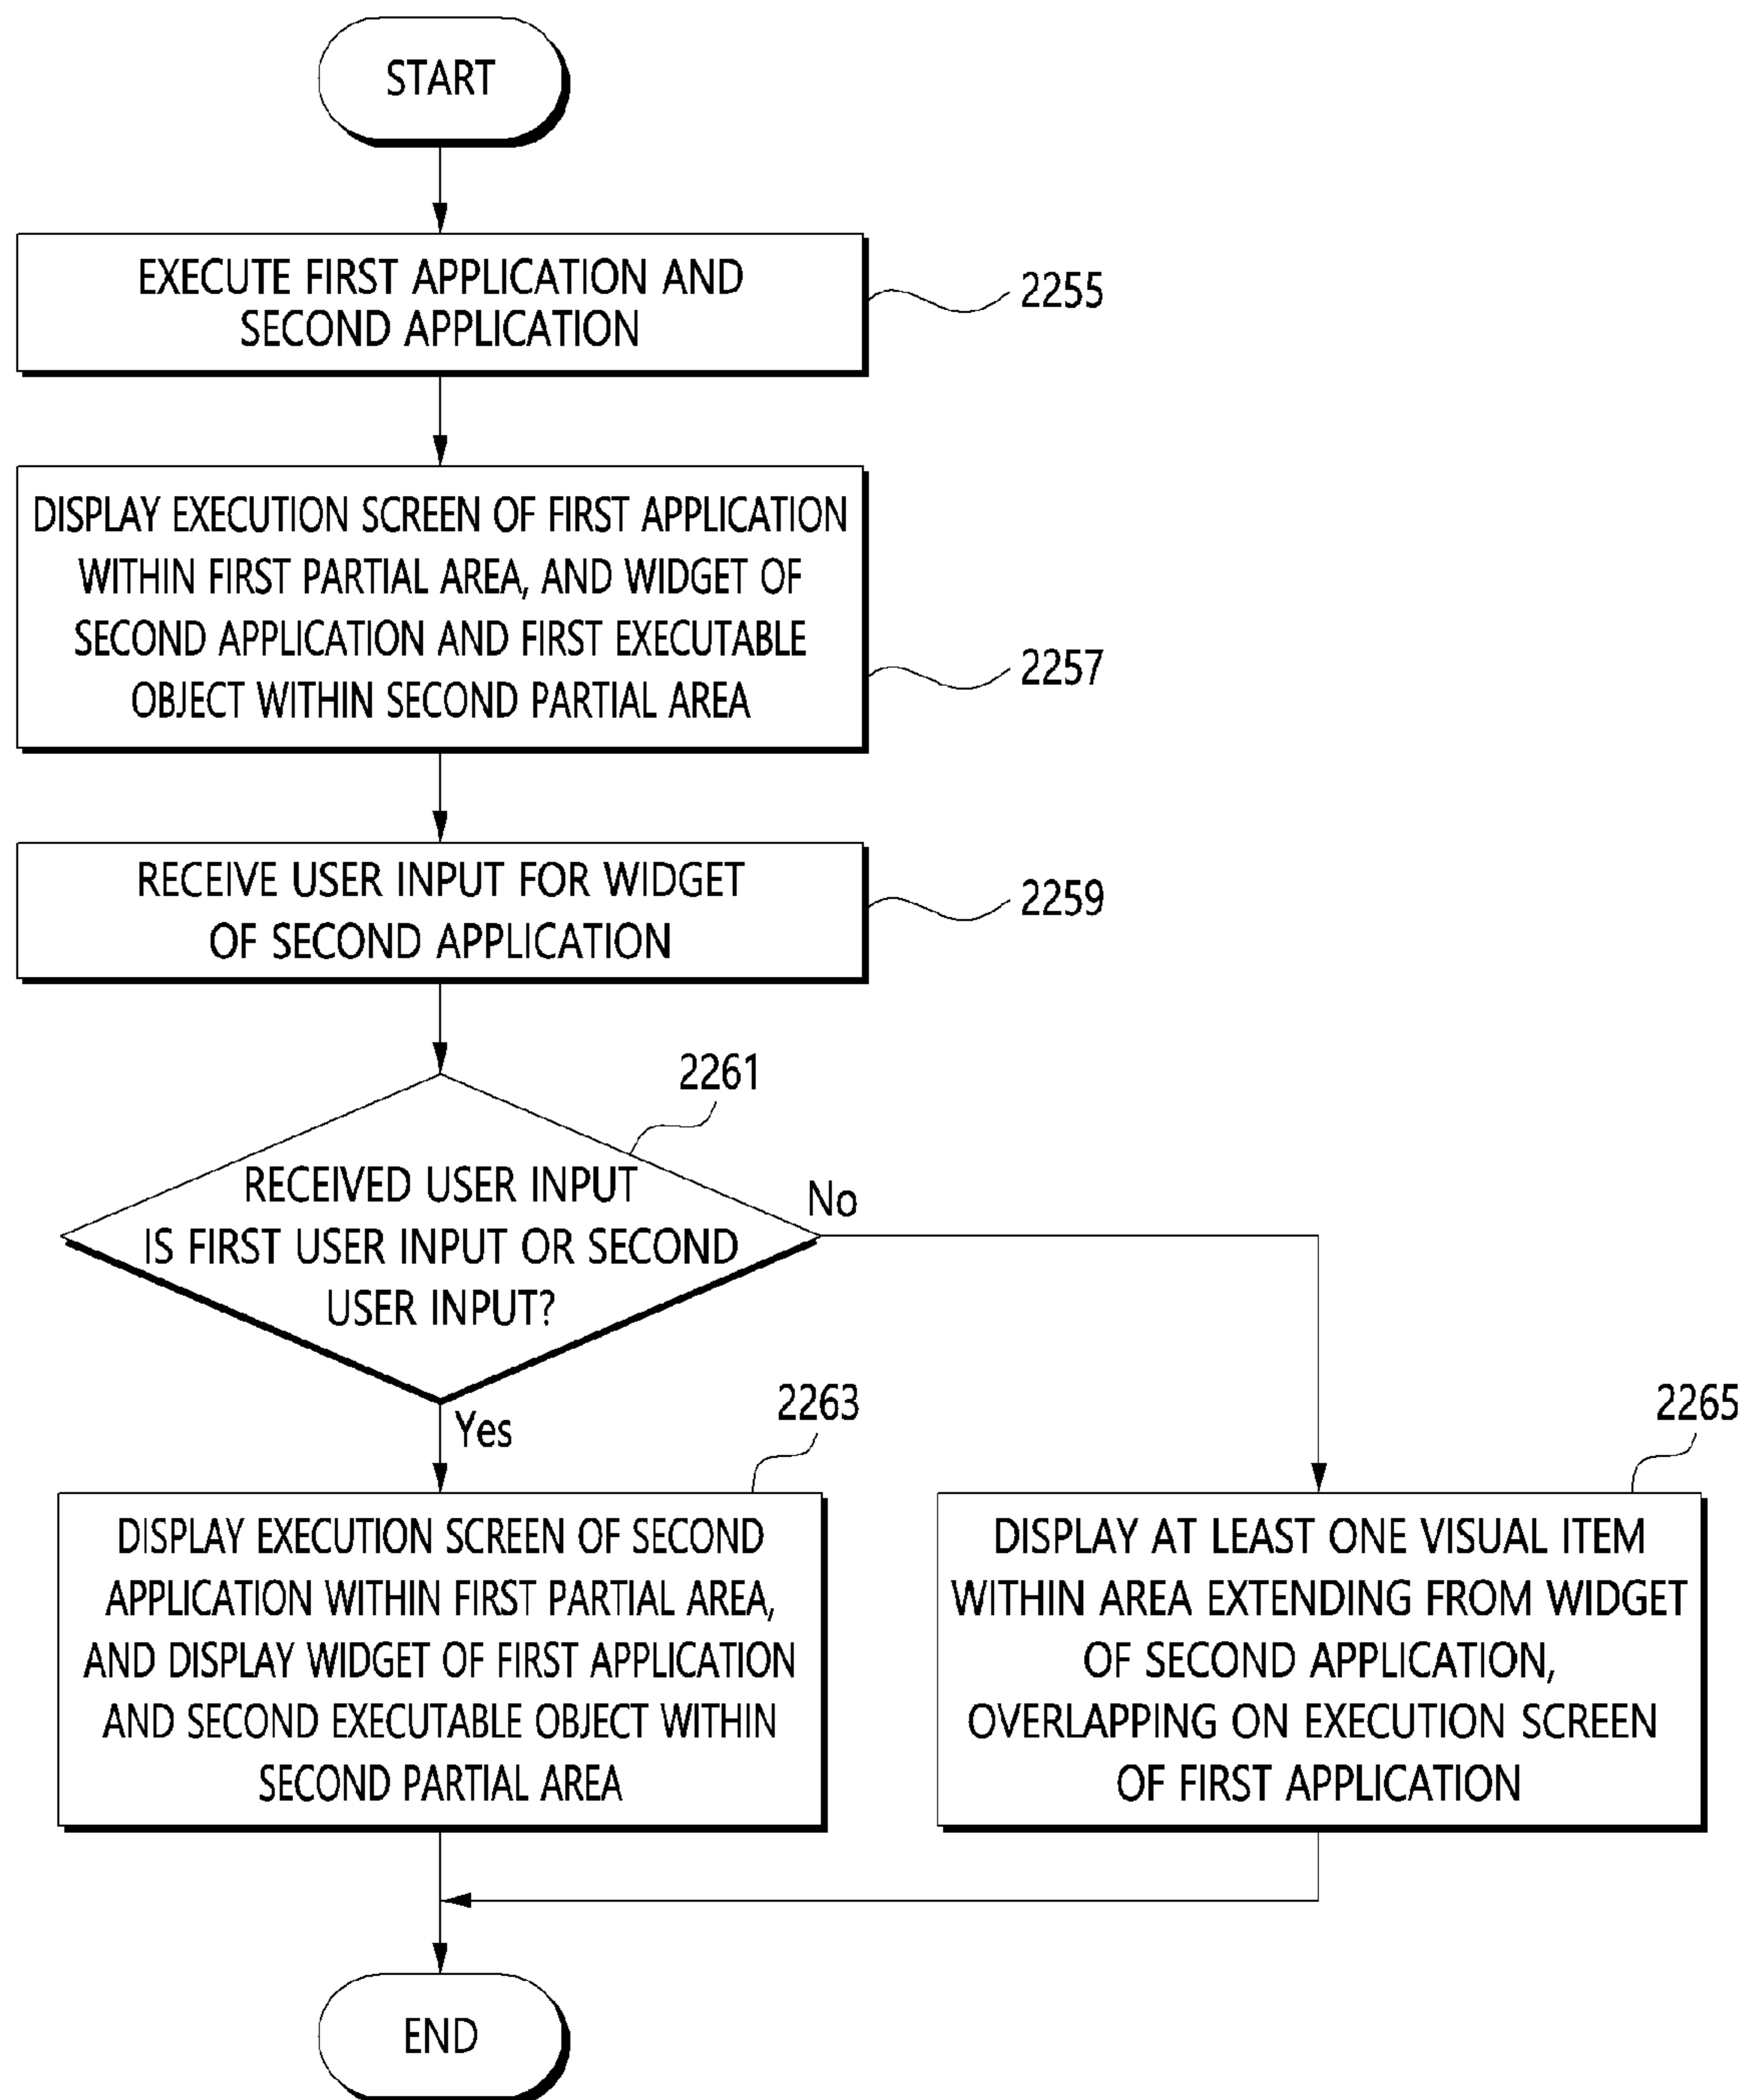 START
EXECUTE FIRST APPLICATION AND
SECOND APPLICATION
2255
DISPLAY EXECUTION SCREEN OF FIRST APPLICATION
WITHIN FIRST PARTIAL AREA, AND WIDGET OF
SECOND APPLICATION AND FIRST EXECUTABLE
OBJECT WITHIN SECOND PARTIAL AREA
2257
RECEIVE USER INPUT FOR WIDGET
OF SECOND APPLICATION
2259
2261
RECEIVED USER INPUT
IS FIRST USER INPUT OR SECOND
USER INPUT?
No
Yes
2263
DISPLAY EXECUTION SCREEN OF SECOND
APPLICATION WITHIN FIRST PARTIAL AREA,
AND DISPLAY WIDGET OF FIRST APPLICATION
AND SECOND EXECUTABLE OBJECT WITHIN
SECOND PARTIAL AREA
2265
DISPLAY AT LEAST ONE VISUAL ITEM
WITHIN AREA EXTENDING FROM WIDGET
OF SECOND APPLICATION,
OVERLAPPING ON EXECUTION SCREEN
OF FIRST APPLICATION
END